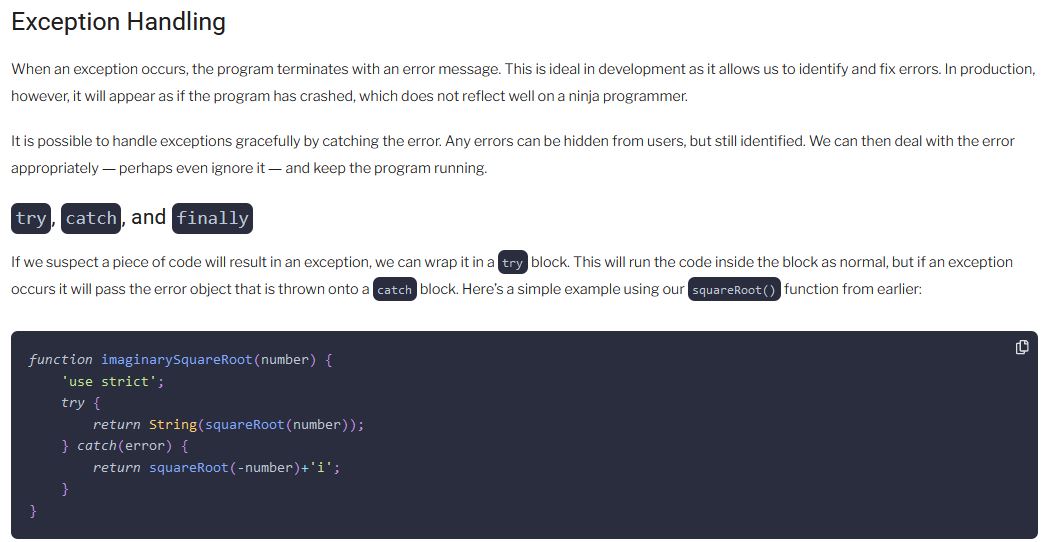 Exception Handling
When an exception occurs, the program terminates with an error message. This is ideal in development as it allows us to identify and fix errors. In production,
however, it will appear as if the program has crashed, which does not reflect well on a ninja programmer.
It is possible to handle exceptions gracefully by catching the error. Any errors can be hidden from users, but still identified. We can then deal with the error
appropriately — perhaps even ignore it — and keep the program running.
try, catch, and finally
If we suspect a piece of code will result in an exception, we can wrap it in a try block. This will run the code inside the block as normal, but if an exception
occurs it will pass the error object that is thrown onto a catch block. Here's a simple example using our squareRoot() function from earlier:
function imaginarySquareRoot(number) {
    'use strict';
    try {
        return String(squareRoot(number));
    } catch(error) {
        return squareRoot(-number)+'i';
    }
}